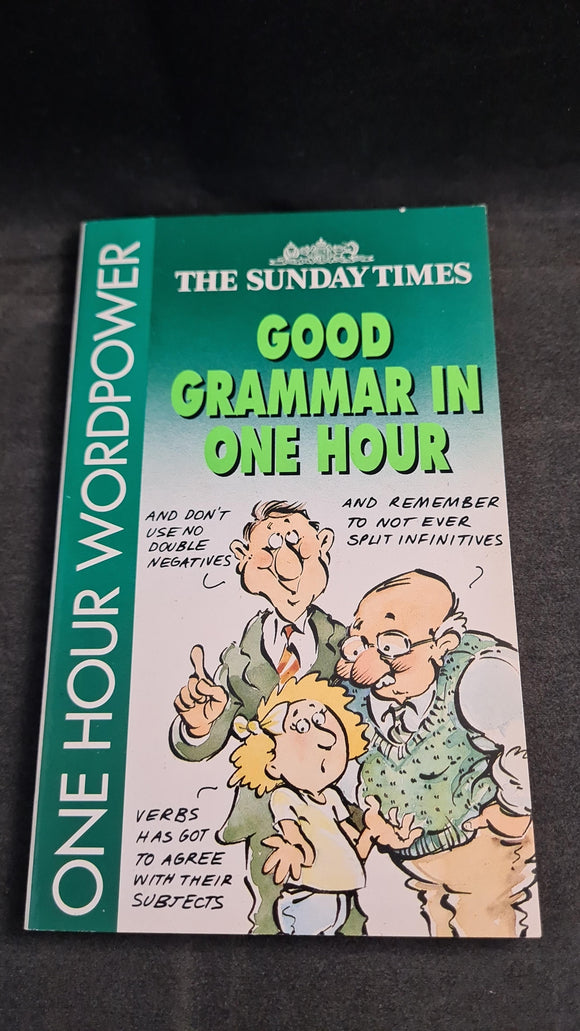 ONE HOUR WORDPOWER
THE SUNDAY TIMES
GOOD
GRAMMAR IN
ONE HOUR
AND DON'T
USE NO
DOUBLE
NEGATIVES
AND REMEMBER
TO NOT EVER
SPLIT INFINITIVES
VERBS
HAS GOT
TO AGREE
WITH THEIR
SUBJECTS